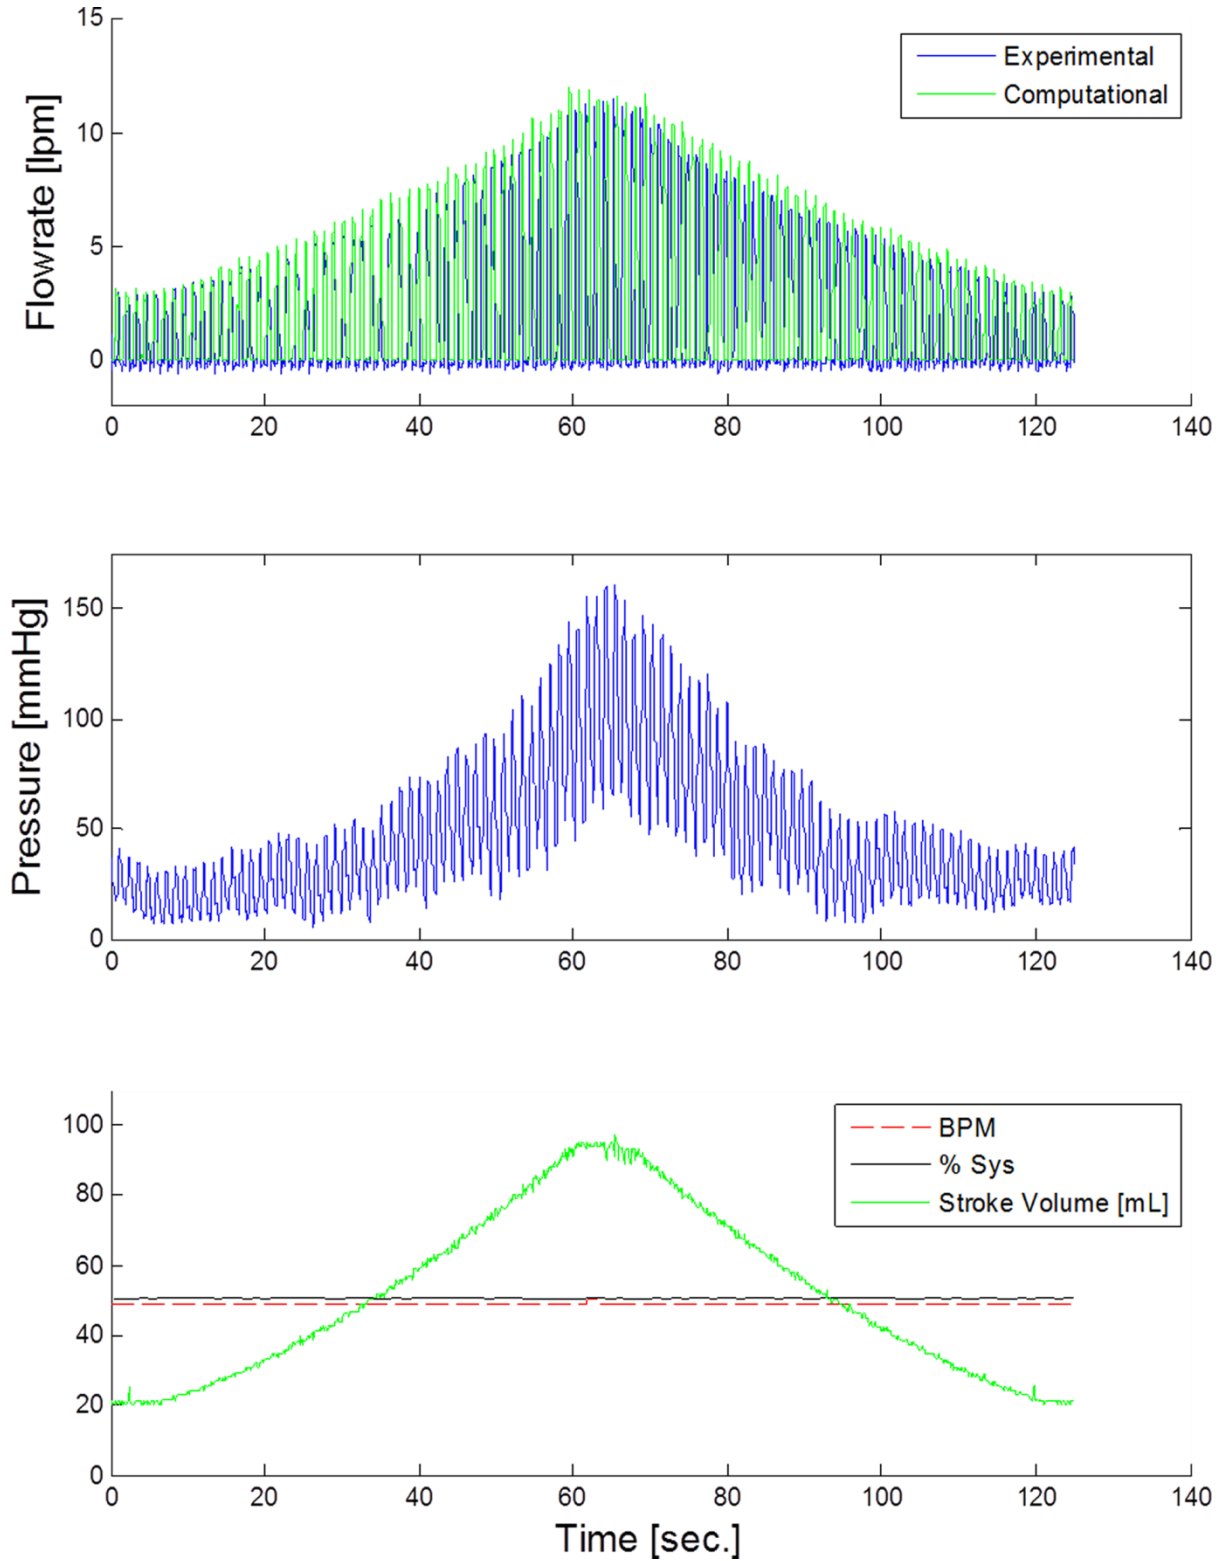 15
10
5
0
Flowrate [lpm]
Experimental
Computational
0 20 40 60 80 100 120 140
150
100
50
0
Pressure [mmHg]
0 20 40 60 80 100 120 140
100
80
60
40
20
0
BPM
% Sys
Stroke Volume [mL]
0 20 40 60 80 100 120 140
Time [sec.]